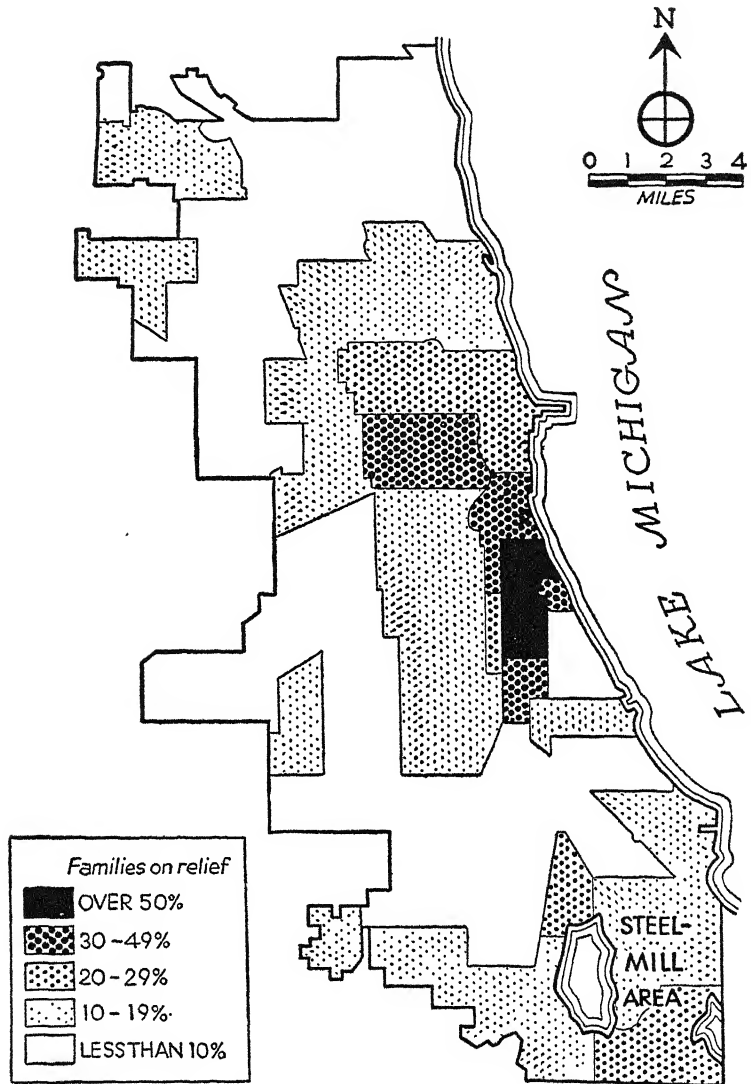 N
0 1 2 3 4
MILES
LAKE MICHIGAN
Families on relief
OVER 50%
30-49%
20-29%
10-19%.
LESS THAN 10%
STEEL-
MILL
AREA